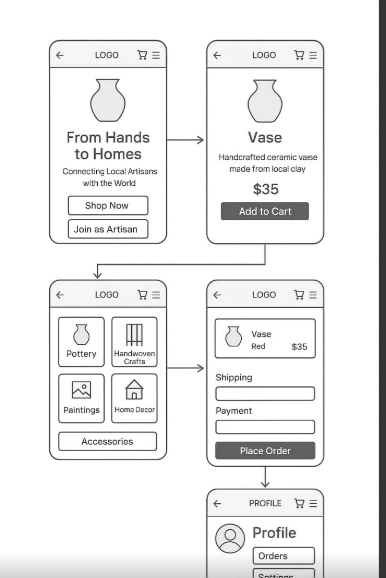 LOGO
From Hands
to Homes
Connecting Local Artisans
with the World
Shop Now
Join as Artisan
LOGO
Vase
Handcrafted ceramic vaise
made from local clay
$35
Add to Cart
LOGO
Pottery
Handwoven
Crafts
Paintings
Home Decor
Accessories
LOGO
Vase
Red
$35
Shipping
Payment
Place Order
PROFILE
Profile
Orders
Settings